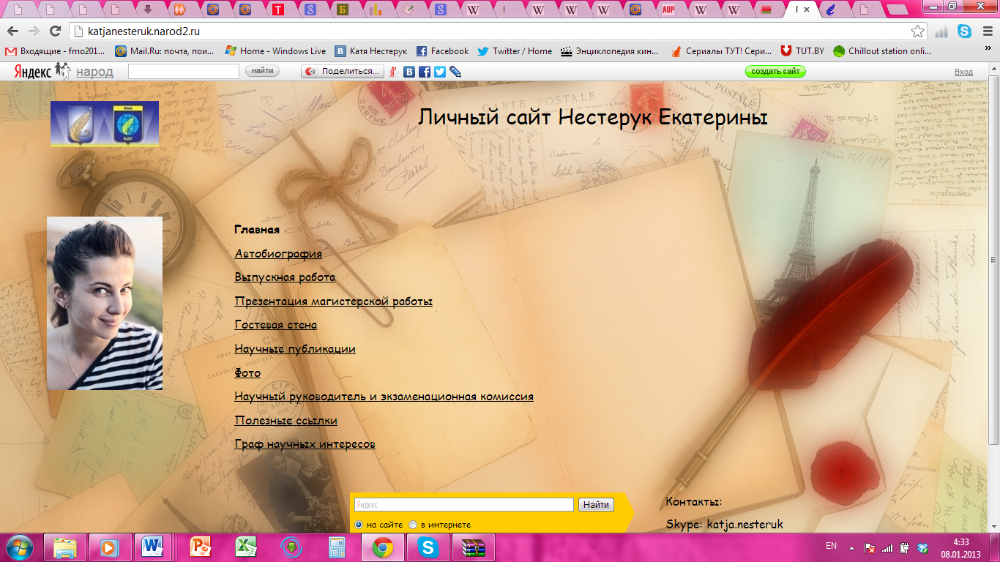 katjanesteruk.narod2.ru
Входящие - fmo201...
Mail.Ru: почта, пои...
Home - Windows Live
Катя Нестерук
Facebook
Twitter / Home
Энциклопедия кин...
Сериалы ТУТ! Сери...
TUT.BY
Chillout station onli...
Яндекс
народ
найти
Поделиться...
создать сайт
Вход
Личный сайт Нестерук Екатерины
CARTE POSTALE
Paris
Главная
Автобиография
Выпускная работа
Презентация магистерской работы
Гостевая стена
Научные публикации
Фото
Научный руководитель и экзаменационная комиссия
Полезные ссылки
Граф научных интересов
Яндекс
Найти
на сайте
в интернете
Контакты:
Skype: katja.nesteruk
EN
4:33
08.01.2013